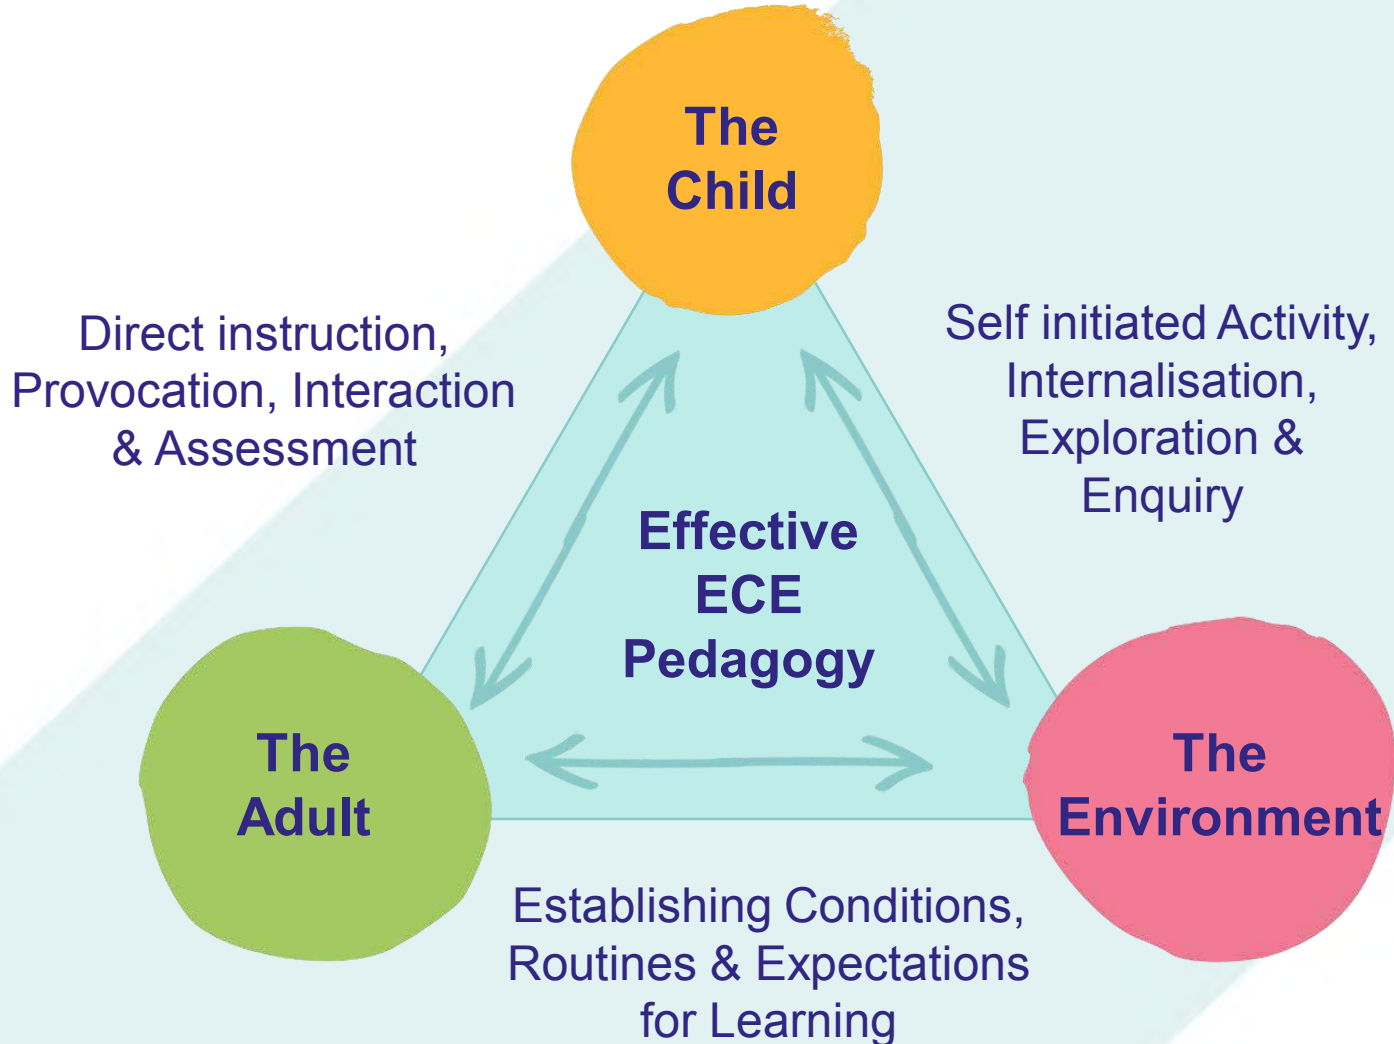 The
Child
Direct instruction,
Provocation, Interaction
& Assessment
Self initiated Activity,
Internalisation,
Exploration &
Enquiry
Effective
ECE
Pedagogy
The
Adult
The
Environment
Establishing Conditions,
Routines & Expectations
for Learning